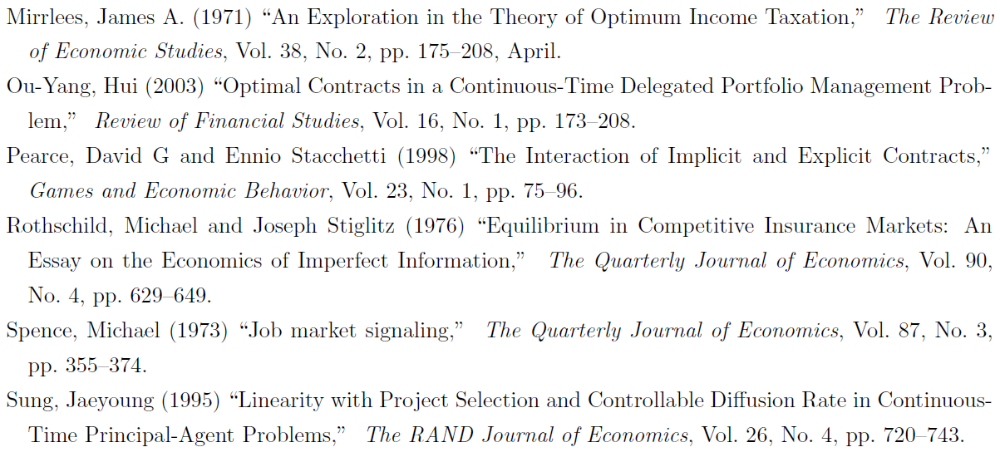 Mirrlees, James A. (1971) “An Exploration in the Theory of Optimum Income Taxation,” The Review
of Economic Studies, Vol. 38, No. 2, pp. 175–208, April.
Ou-Yang, Hui (2003) “Optimal Contracts in a Continuous-Time Delegated Portfolio Management Prob-
lem,” Review of Financial Studies, Vol. 16, No. 1, pp. 173–208.
Pearce, David G and Ennio Stacchetti (1998) “The Interaction of Implicit and Explicit Contracts,”
Games and Economic Behavior, Vol. 23, No. 1, pp. 75–96.
Rothschild, Michael and Joseph Stiglitz (1976) “Equilibrium in Competitive Insurance Markets: An
Essay on the Economics of Imperfect Information,” The Quarterly Journal of Economics, Vol. 90,
No. 4, pp. 629–649.
Spence, Michael (1973) “Job market signaling,” The Quarterly Journal of Economics, Vol. 87, No. 3,
pp. 355–374.
Sung, Jaeyoung (1995) “Linearity with Project Selection and Controllable Diffusion Rate in Continuous-
Time Principal-Agent Problems,” The RAND Journal of Economics, Vol. 26, No. 4, pp. 720–743.